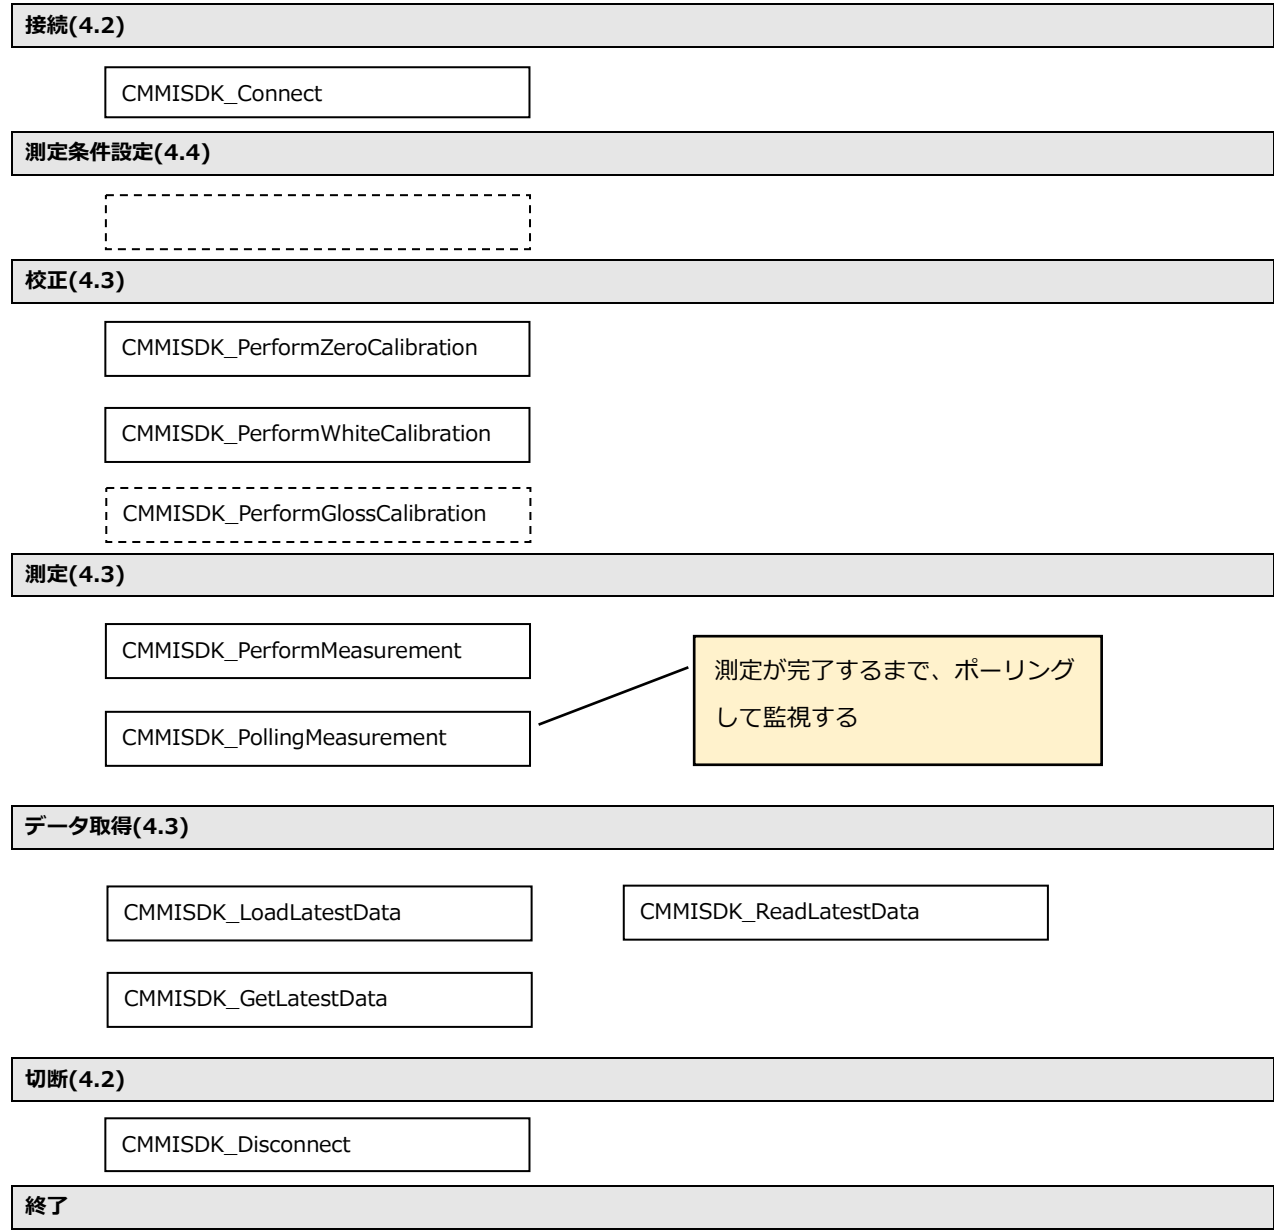 接続(4.2)
CMMISDK_Connect
測定条件設定(4.4)
校正(4.3)
CMMISDK_PerformZeroCalibration
CMMISDK_PerformWhiteCalibration
CMMISDK_PerformGlossCalibration
測定(4.3)
CMMISDK_PerformMeasurement
測定が完了するまで、ポーリング
して監視する
CMMISDK_PollingMeasurement
データ取得(4.3)
CMMISDK_LoadLatestData
CMMISDK_ReadLatestData
CMMISDK_GetLatestData
切断(4.2)
CMMISDK_Disconnect
終了